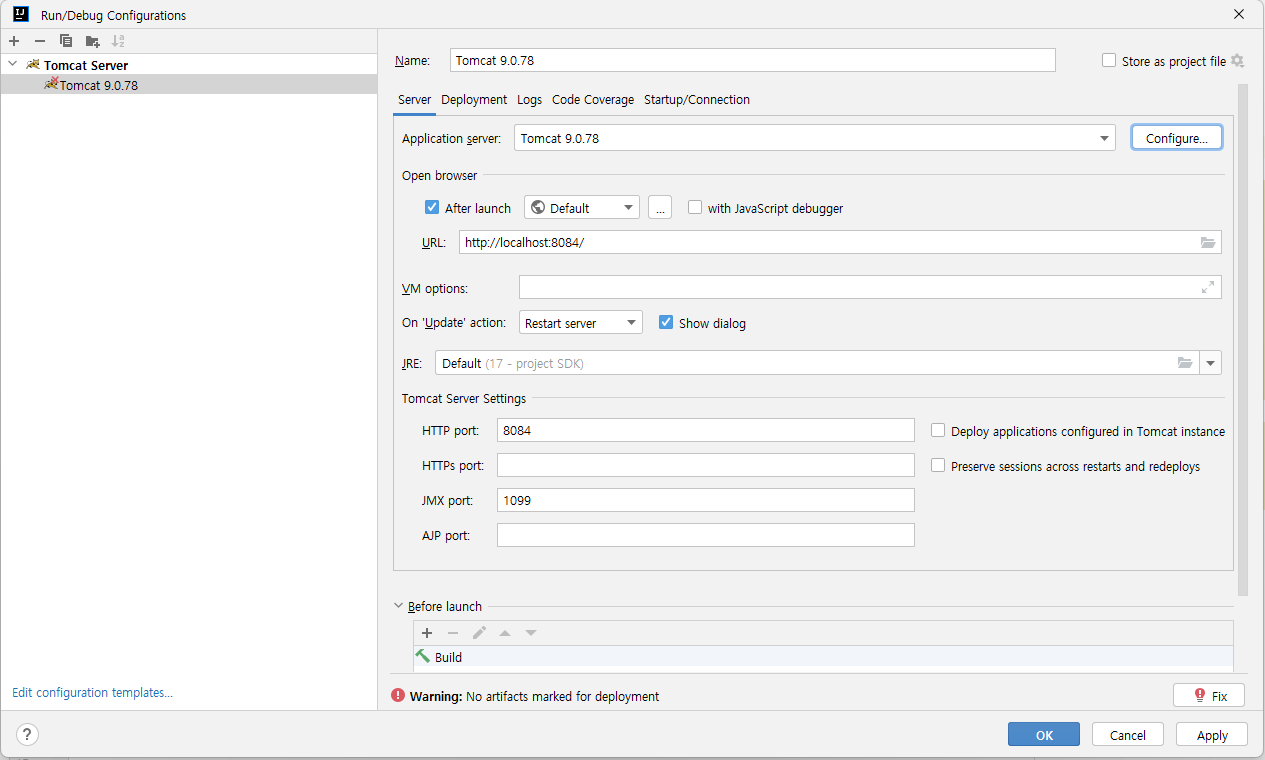 IJ Run/Debug Configurations
Tomcat Server
Tomcat 9.0.78
Name: Tomcat 9.0.78 Store as project file
Server Deployment Logs Code Coverage Startup/Connection
Application server: Tomcat 9.0.78 Configure...
Open browser
After launch Default ... with JavaScript debugger
URL: http://localhost:8084/
VM options:
On 'Update' action: Restart server Show dialog
JRE: Default (17 - project SDK)
Tomcat Server Settings
HTTP port: 8084 Deploy applications configured in Tomcat instance
HTTPs port: Preserve sessions across restarts and redeploys
JMX port: 1099
AJP port:
Before launch
Build
Edit configuration templates...
Warning: No artifacts marked for deployment Fix
? OK Cancel Apply